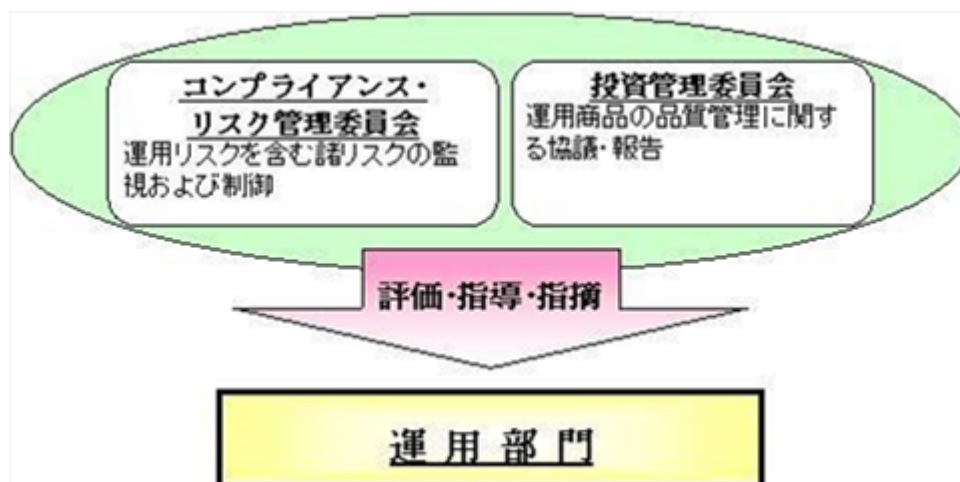 コンプライアンス・
リスク管理委員会
運用リスクを含む諸リスクの監
視および制御
投資管理委員会
運用商品の品質管理に関す
る協議・報告
評価・指導・指摘
運用部門